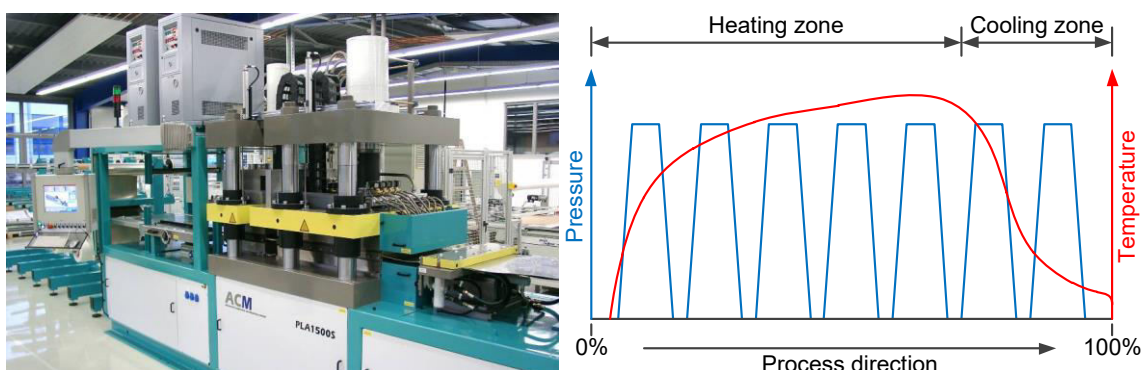 ACM
PLA1500S
Heating zone
Cooling zone
Pressure
Temperature
0%
100%
Process direction